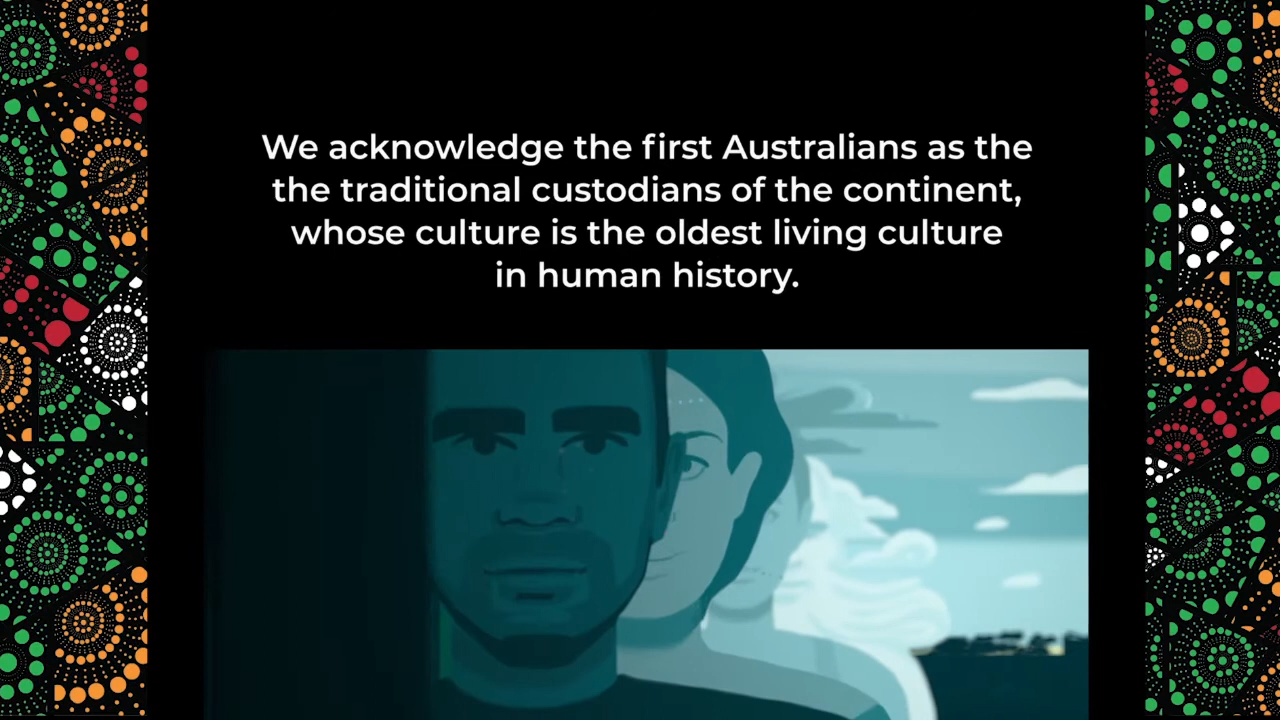 We acknowledge the first Australians as the
the traditional custodians of the continent,
whose culture is the oldest living culture
in human history.